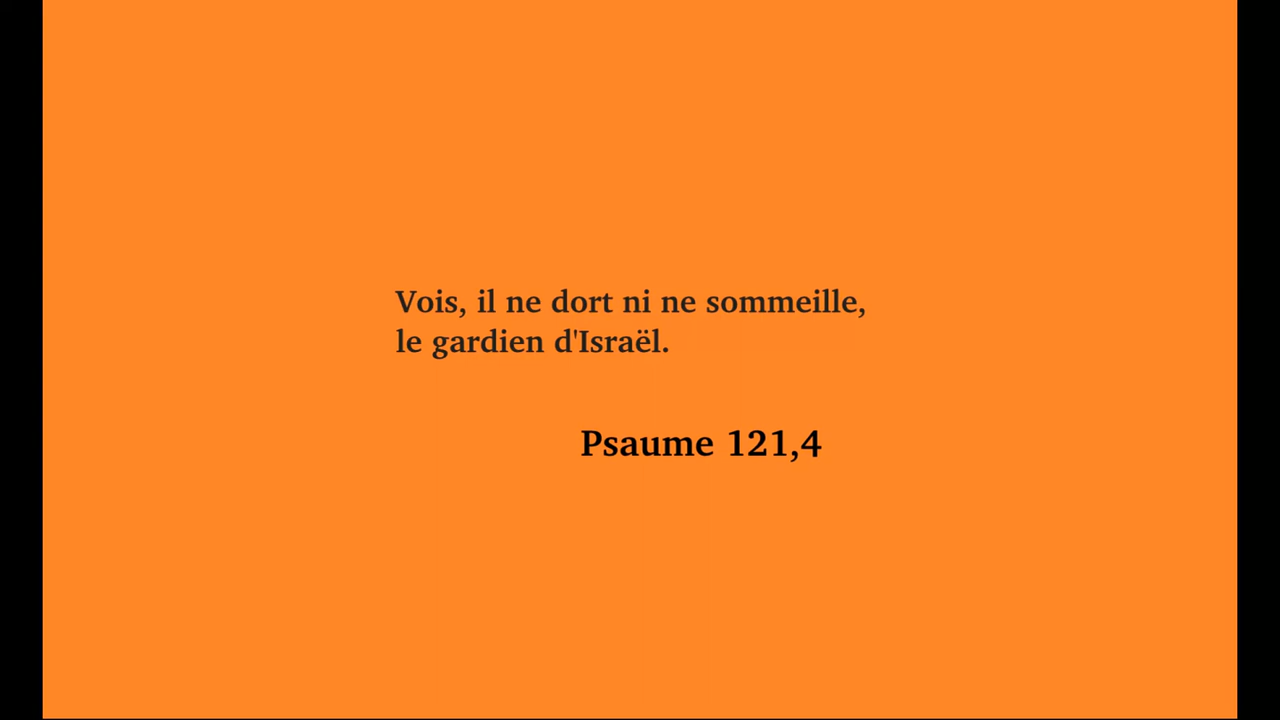 Vois, il ne dort ni ne sommeille,
le gardien d'Israël.
Psaume 121,4